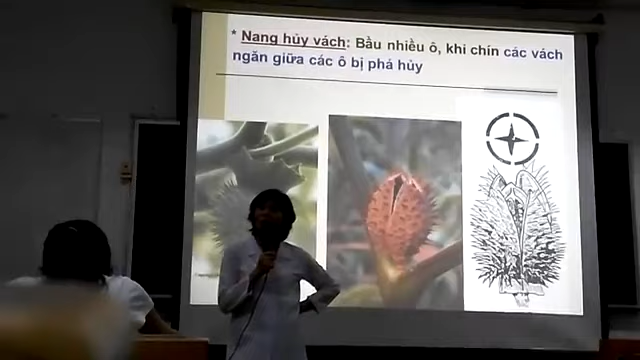 * Nang hủy vách: Bầu nhiều ô, khi chín các vách
ngăn giữa các ô bị phá hủy